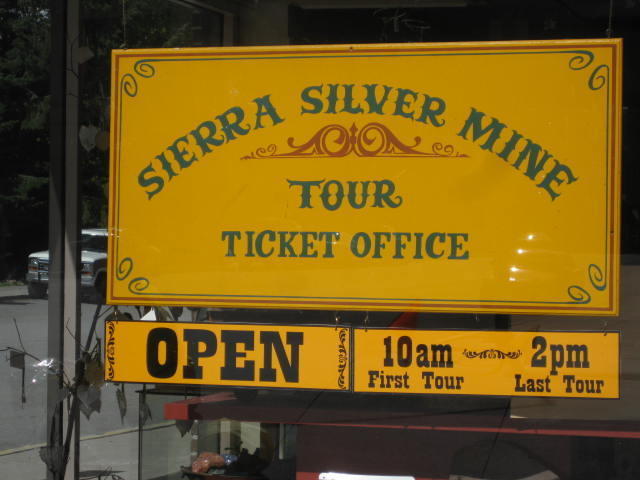 SIERRA SILVER MINE
TOUR
TICKET OFFICE
OPEN
10am 2pm
First Tour Last Tour